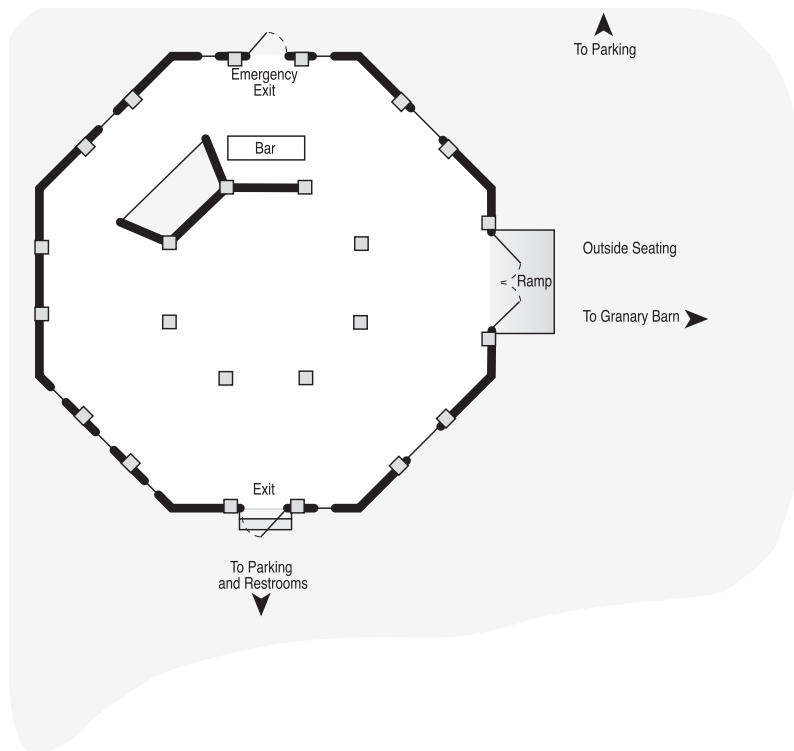 To Parking
Emergency
Exit
Bar
Outside Seating
Ramp
To Granary Barn
Exit
To Parking
and Restrooms